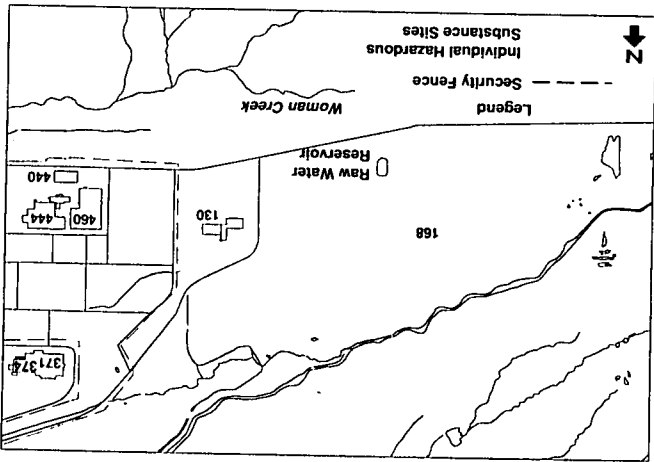 371 374
168
460 444
130
440
Raw Water
Reservoir
Woman Creek
Legend
Security Fence
Individual Hazardous
Substance Sites
N